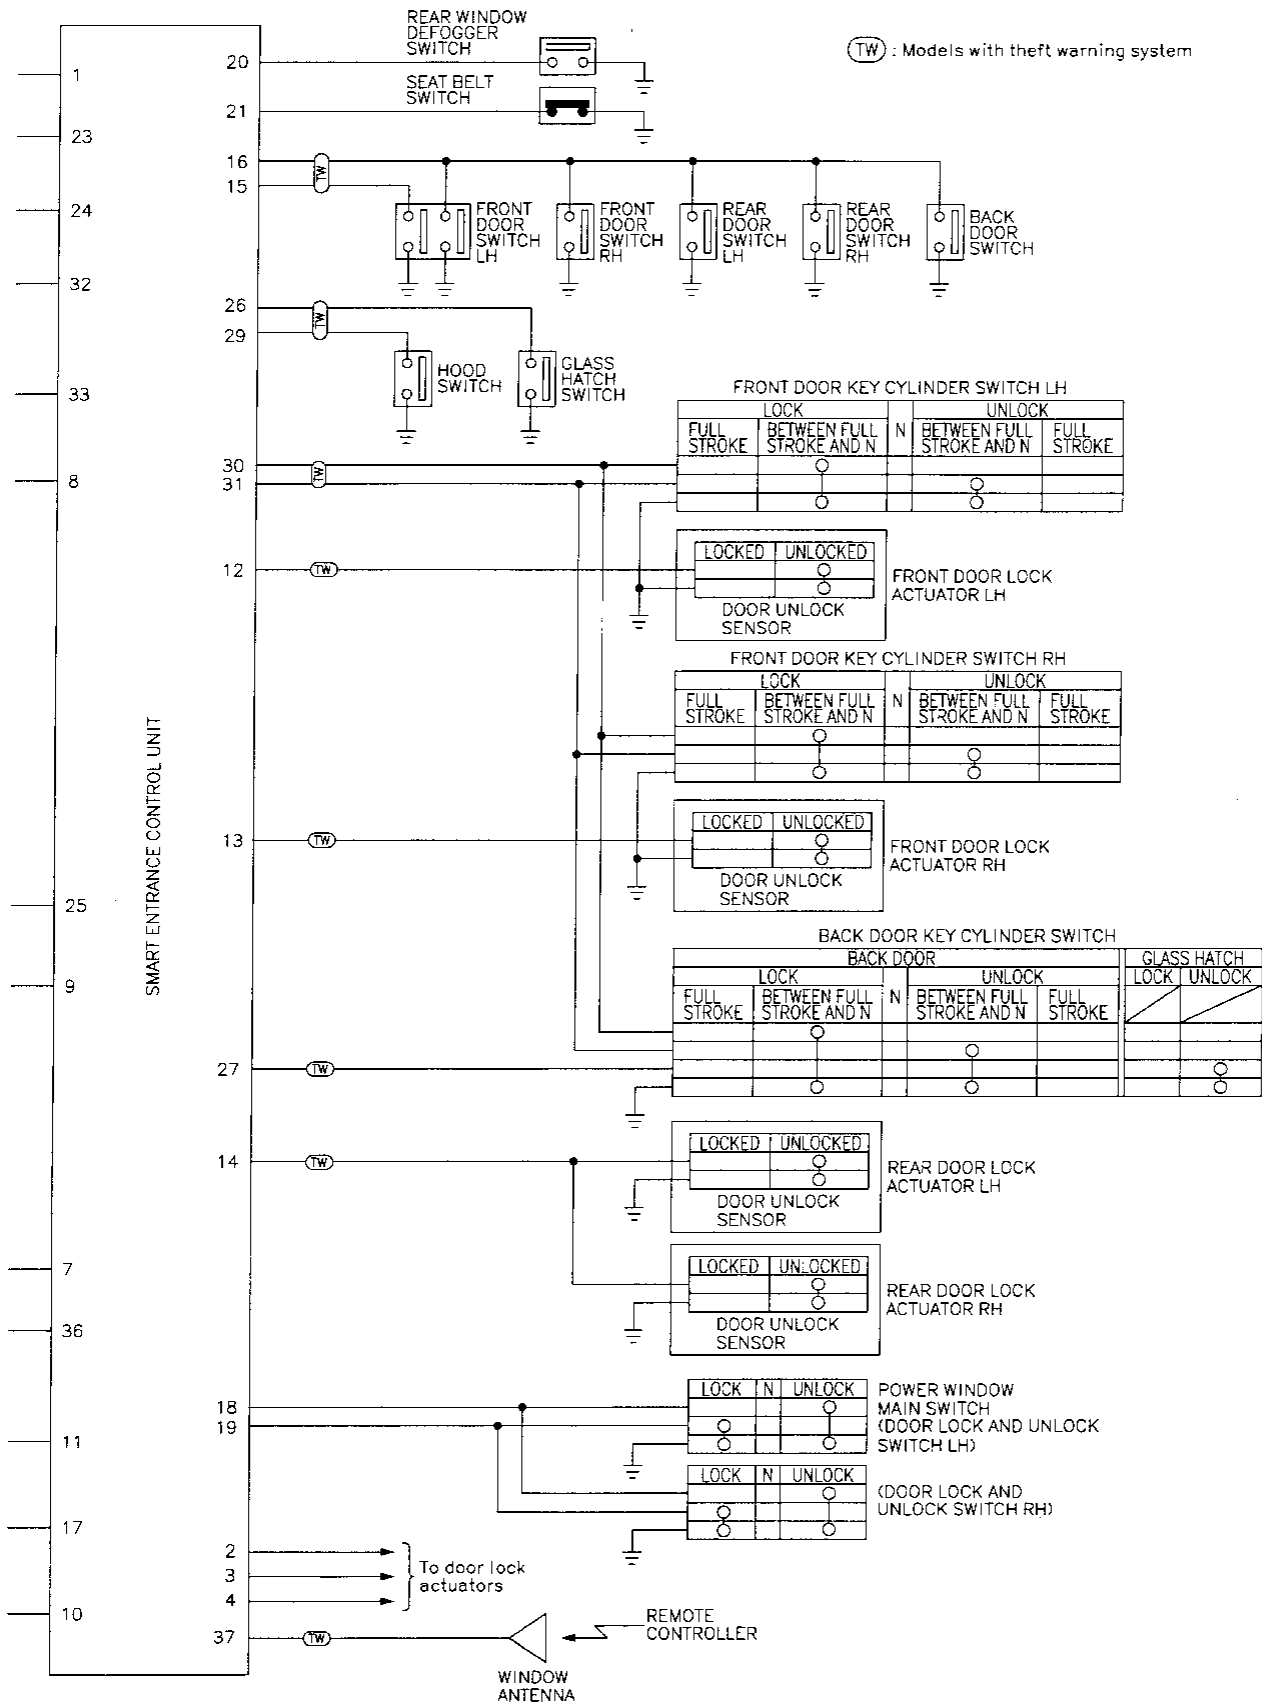 REAR WINDOW
DEFOGGER
SWITCH
TW : Models with theft warning system
20
1
SEAT BELT
SWITCH
21
23
16
TW
15
24
FRONT
DOOR
SWITCH
LH
FRONT
DOOR
SWITCH
RH
REAR
DOOR
SWITCH
LH
REAR
DOOR
SWITCH
RH
BACK
DOOR
SWITCH
32
26
TW
29
HOOD
SWITCH
GLASS
HATCH
SWITCH
33
FRONT DOOR KEY CYLINDER SWITCH LH
LOCK N UNLOCK
FULL STROKE
BETWEEN FULL STROKE AND N
BETWEEN FULL STROKE AND N
FULL STROKE
30
TW
31
8
12
TW
LOCKED UNLOCKED
DOOR UNLOCK
SENSOR
FRONT DOOR LOCK
ACTUATOR LH
FRONT DOOR KEY CYLINDER SWITCH RH
LOCK N UNLOCK
FULL STROKE
BETWEEN FULL STROKE AND N
BETWEEN FULL STROKE AND N
FULL STROKE
SMART ENTRANCE CONTROL UNIT
13
TW
LOCKED UNLOCKED
DOOR UNLOCK
SENSOR
FRONT DOOR LOCK
ACTUATOR RH
25
9
BACK DOOR KEY CYLINDER SWITCH
BACK DOOR GLASS HATCH
LOCK N UNLOCK LOCK UNLOCK
FULL STROKE
BETWEEN FULL STROKE AND N
BETWEEN FULL STROKE AND N
FULL STROKE
27
TW
14
TW
LOCKED UNLOCKED
DOOR UNLOCK
SENSOR
REAR DOOR LOCK
ACTUATOR LH
7
LOCKED UNLOCKED
DOOR UNLOCK
SENSOR
REAR DOOR LOCK
ACTUATOR RH
36
18
19
11
LOCK N UNLOCK
POWER WINDOW
MAIN SWITCH
(DOOR LOCK AND UNLOCK
SWITCH LH)
LOCK N UNLOCK
(DOOR LOCK AND
UNLOCK SWITCH RH)
17
2
3
4
To door lock
actuators
10
37
TW
REMOTE
CONTROLLER
WINDOW
ANTENNA